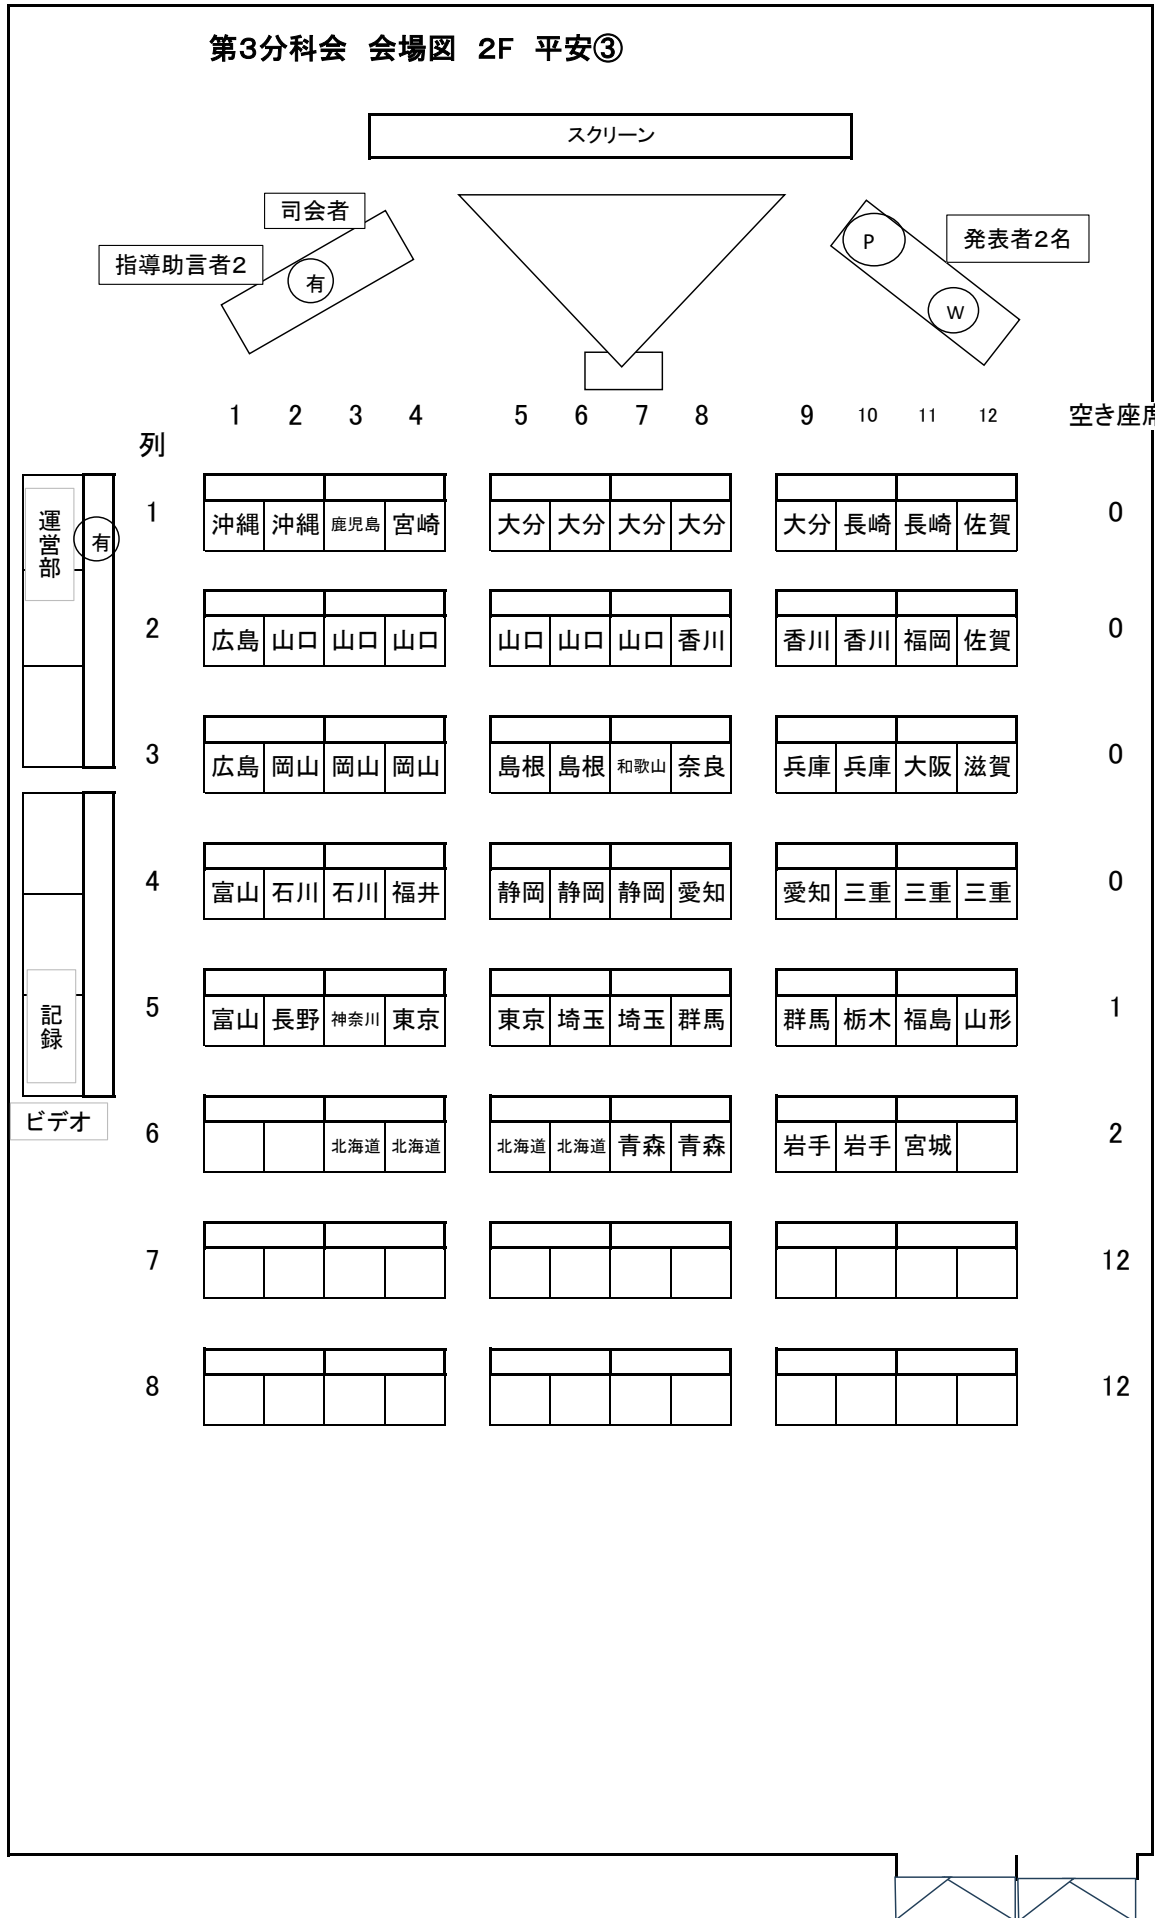 第3分科会 会場図 2F 平安③
スクリーン
司会者
指導助言者2
有
P
W
発表者2名
1 2 3 4 5 6 7 8 9 10 11 12 空き座席
列
運営部
有
1 沖縄 沖縄 鹿児島 宮崎 大分 大分 大分 大分 大分 長崎 長崎 佐賀 0
2 広島 山口 山口 山口 山口 山口 山口 香川 香川 香川 福岡 佐賀 0
3 広島 岡山 岡山 岡山 島根 島根 和歌山 奈良 兵庫 兵庫 大阪 滋賀 0
4 富山 石川 石川 福井 静岡 静岡 静岡 愛知 愛知 三重 三重 三重 0
5 富山 長野 神奈川 東京 東京 埼玉 埼玉 群馬 群馬 栃木 福島 山形 1
記録
ビデオ
6 北海道 北海道 北海道 北海道 青森 青森 岩手 岩手 宮城 2
7 12
8 12